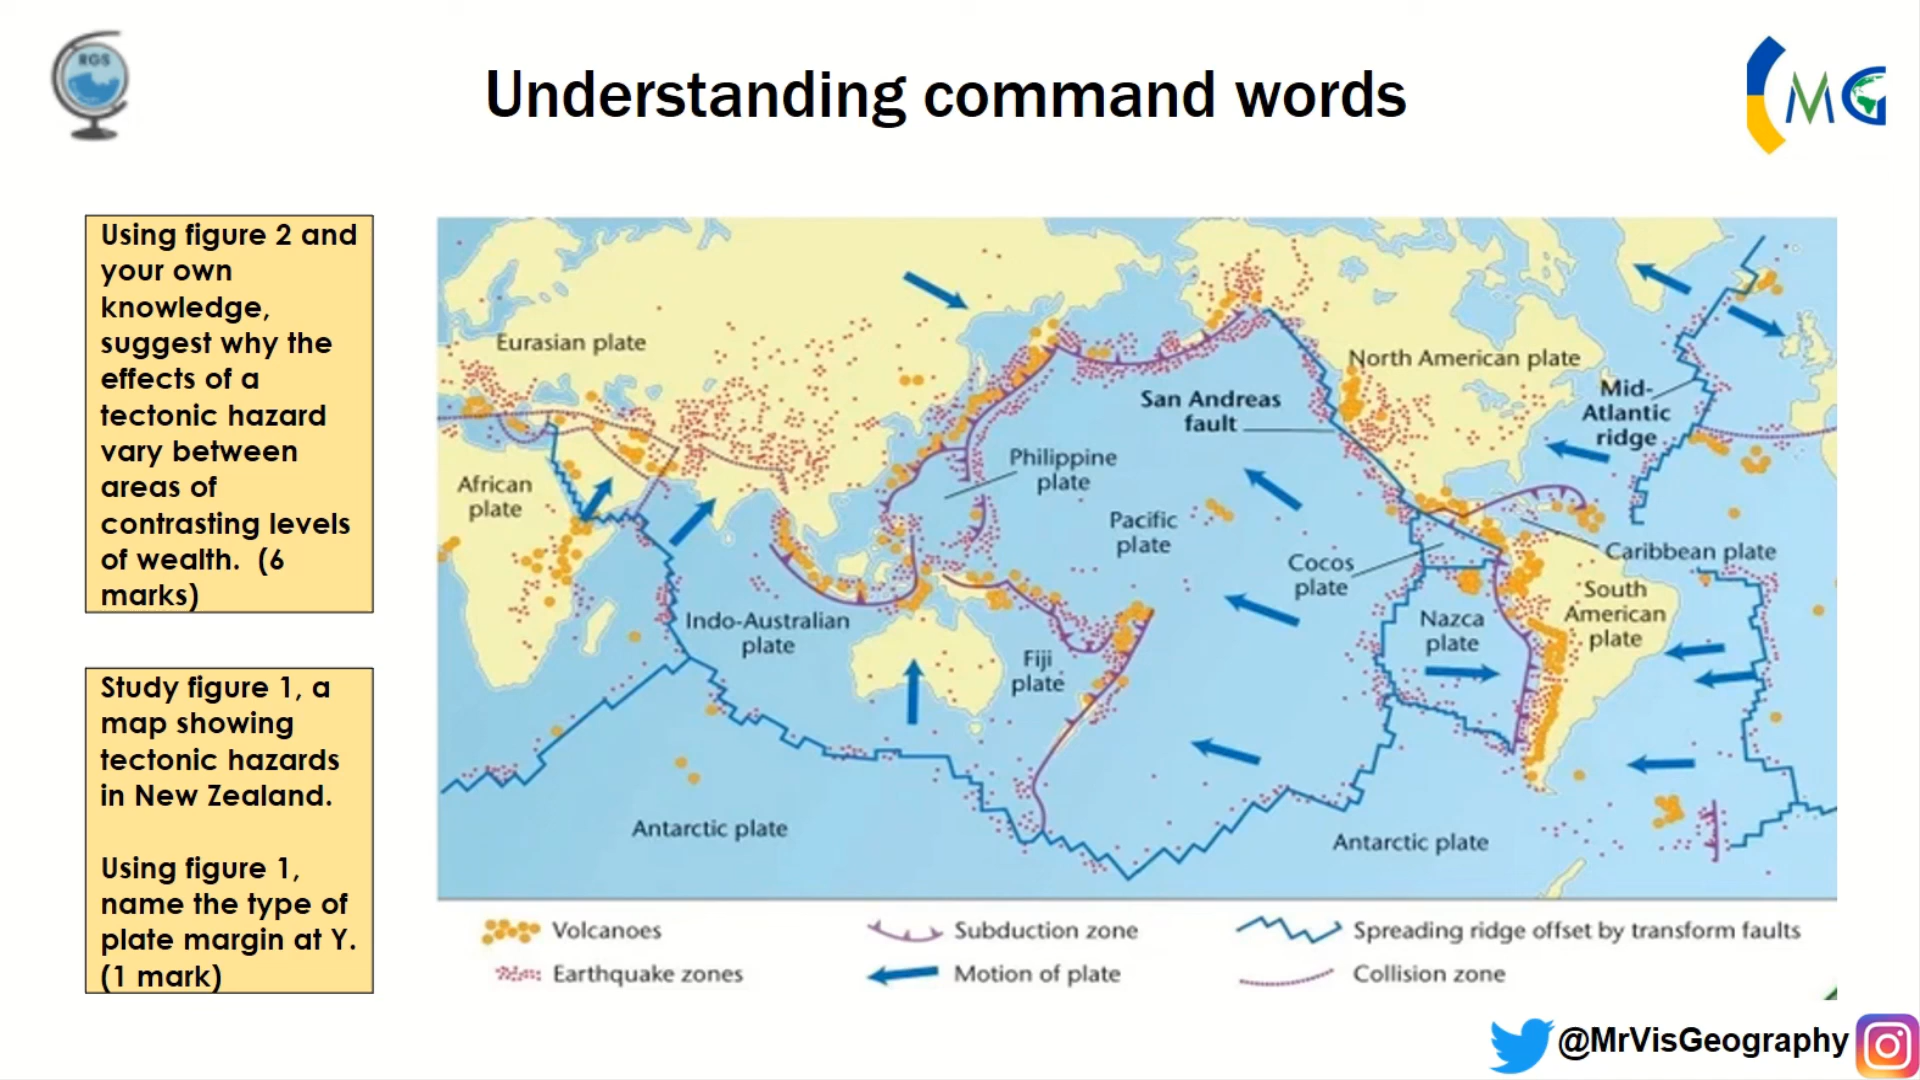 RGS
Understanding command words
MG
Using figure 2 and
your own
knowledge,
suggest why the
effects of a
tectonic hazard
vary between
areas of
contrasting levels
of wealth. (6
marks)
Study figure 1, a
map showing
tectonic hazards
in New Zealand.
Using figure 1,
name the type of
plate margin at Y.
(1 mark)
Eurasian plate
North American plate
San Andreas
fault
Mid-
Atlantic
ridge
African
plate
Philippine
plate
Pacific
plate
Cocos
plate
Caribbean plate
Indo-Australian
plate
Fiji
plate
Nazca
plate
South
American
plate
Antarctic plate
Antarctic plate
Volcanoes
Subduction zone
Spreading ridge offset by transform faults
Earthquake zones
Motion of plate
Collision zone
@MrVisGeography